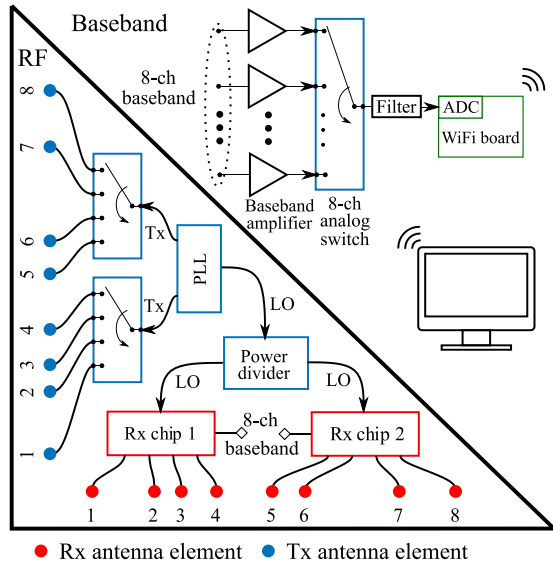 Baseband
RF
8-ch
baseband
Baseband
amplifier
8-ch
analog
switch
Filter
ADC
WiFi board
8
7
6
5
4
3
2
1
Tx
Tx
PLL
LO
Power
divider
LO
LO
Rx chip 1
8-ch
baseband
Rx chip 2
1
2
3
4
5
6
7
8
Rx antenna element
Tx antenna element